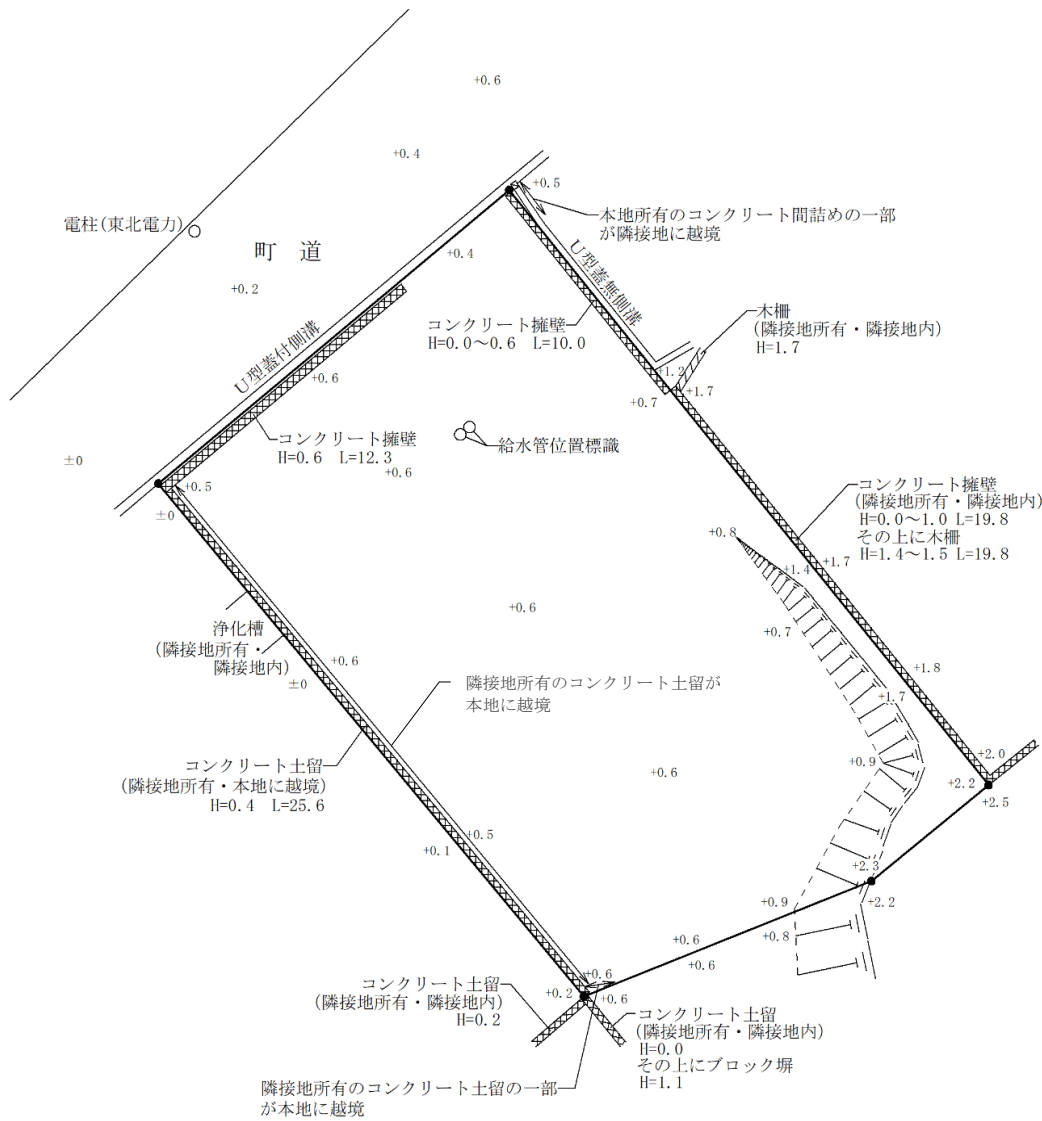 +0.6
+0.4
+0.5
電柱(東北電力)
町　道
本地所有のコンクリート間詰めの一部
が隣接地に越境
+0.4
+0.2
U型蓋無側溝
U型蓋付側溝
コンクリート擁壁
H=0.0～0.6　L=10.0
木柵
(隣接地所有・隣接地内)
H=1.7
+1.2
+0.6
+0.7
+1.7
コンクリート擁壁
H=0.6　L=12.3
給水管位置標識
±0
+0.6
+0.5
±0
コンクリート擁壁
(隣接地所有・隣接地内)
H=0.0～1.0 L=19.8
その上に木柵
H=1.4～1.5 L=19.8
+0.8
+1.4
+1.7
+0.6
浄化槽
(隣接地所有・
隣接地内)
+0.7
+0.6
±0
+1.8
隣接地所有のコンクリート土留が
本地に越境
+1.7
コンクリート土留
(隣接地所有・本地に越境)
H=0.4　L=25.6
+0.9
+0.6
+2.0
+2.2
+2.5
+0.5
+0.1
+2.3
+2.2
+0.9
+0.8
+0.6
+0.6
+0.6
+0.2
+0.6
コンクリート土留
(隣接地所有・隣接地内)
H=0.2
コンクリート土留
(隣接地所有・隣接地内)
H=0.0
その上にブロック塀
H=1.1
隣接地所有のコンクリート土留の一部
が本地に越境